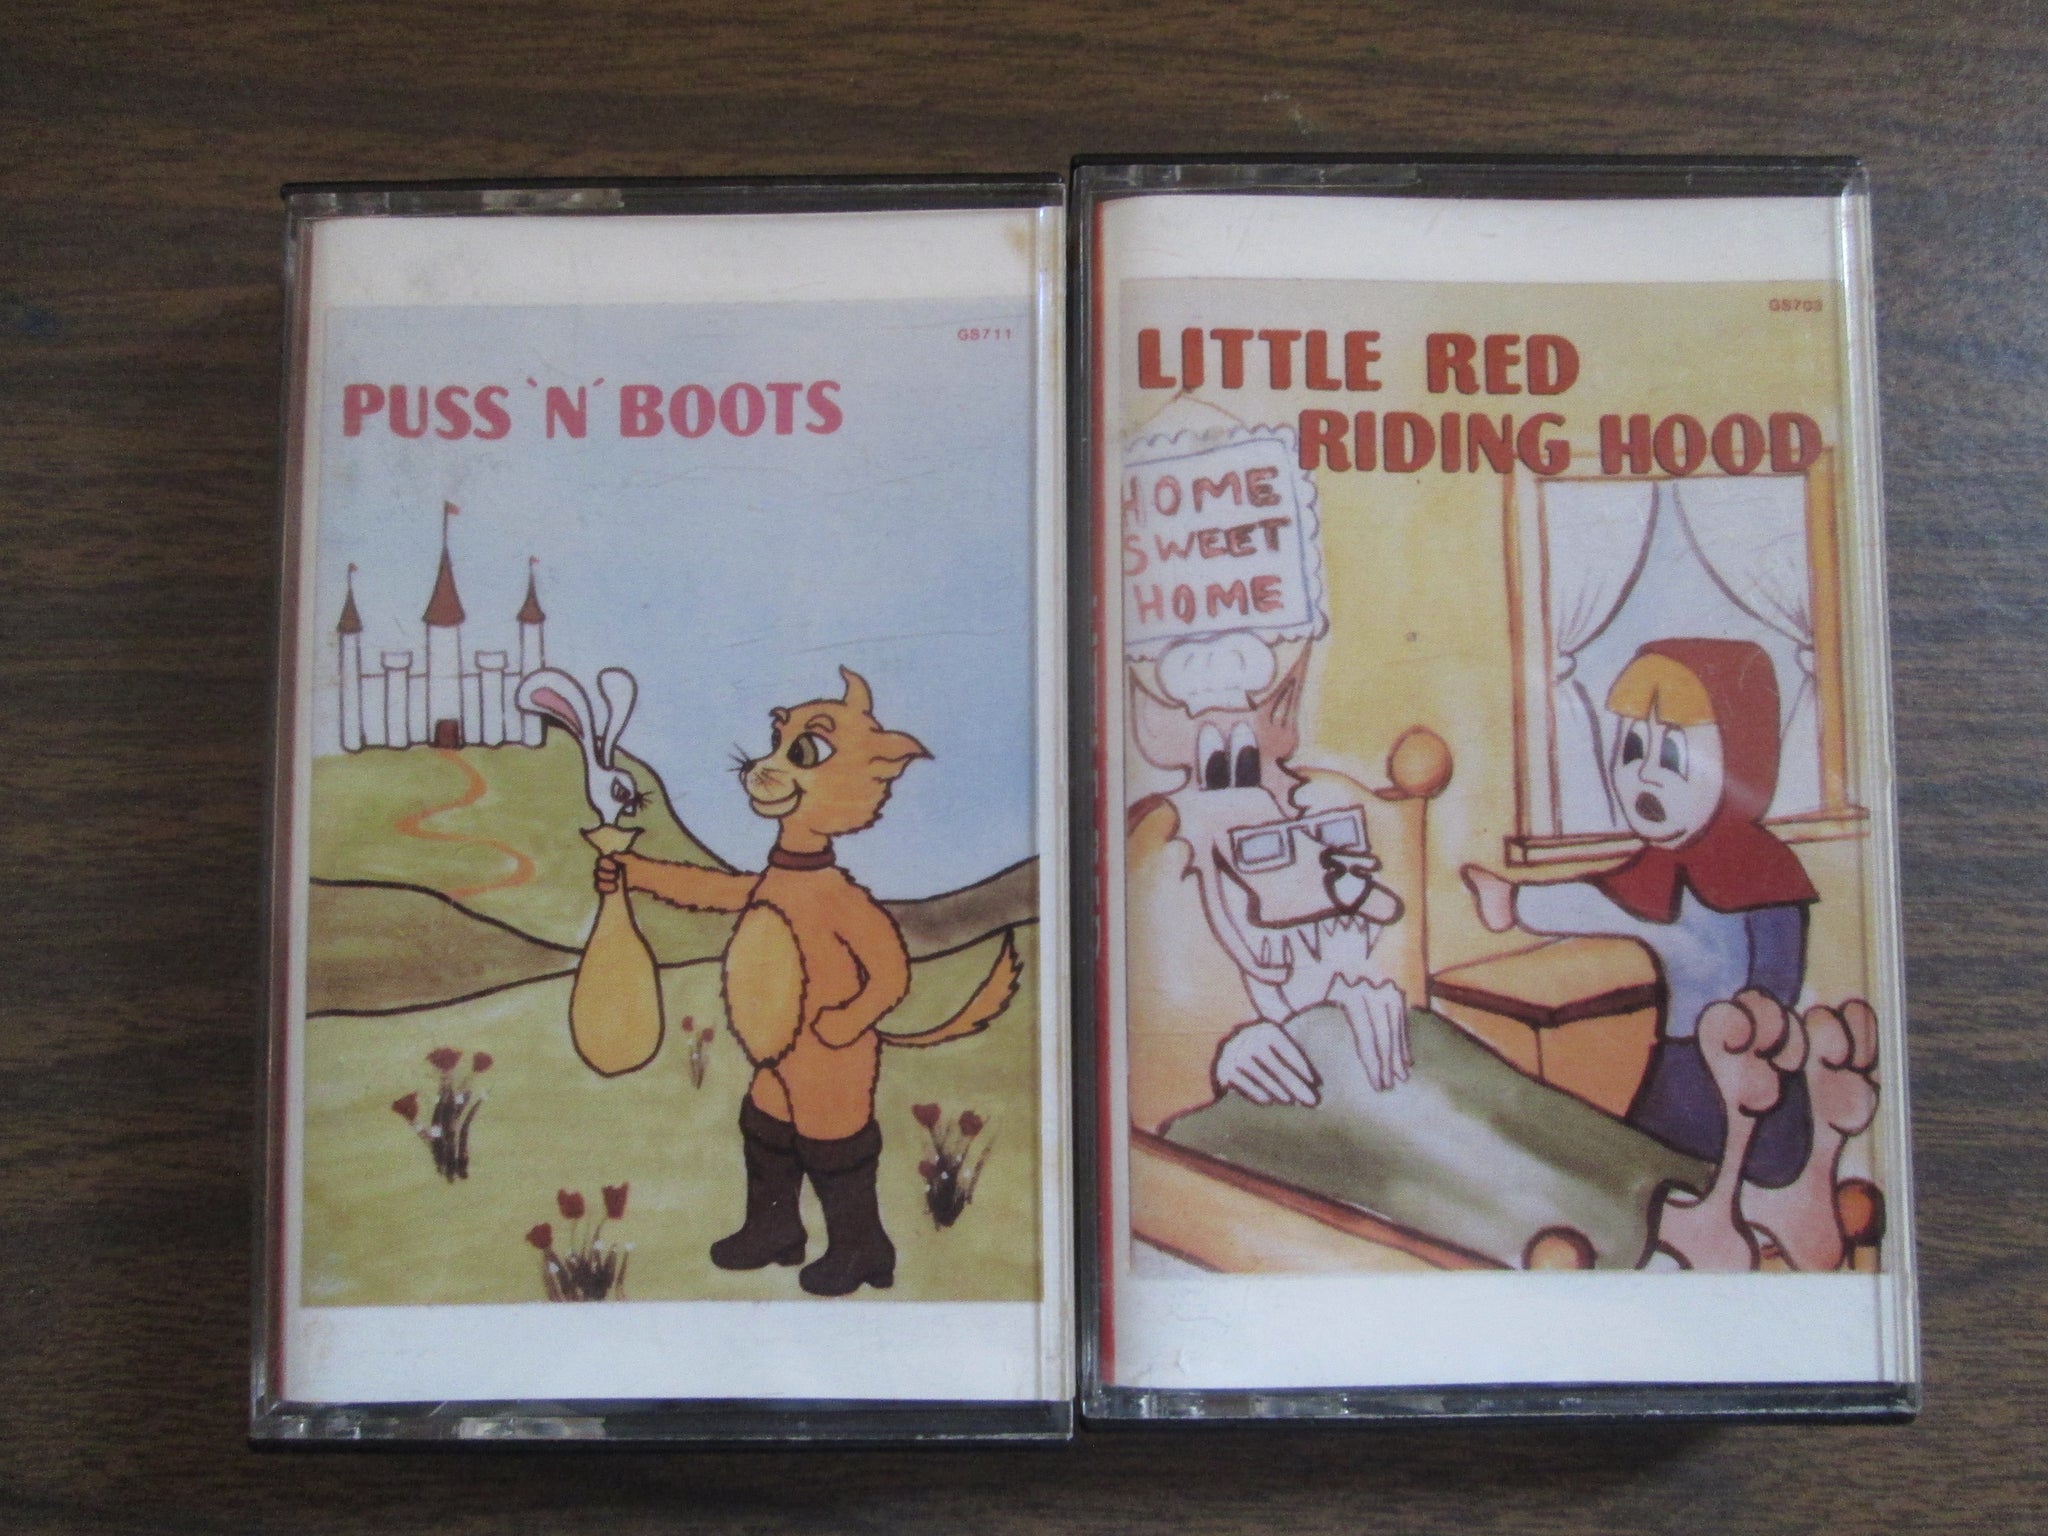 GS711
PUSS `N´ BOOTS
GS703
LITTLE RED
RIDING HOOD
HOME
SWEET
HOME